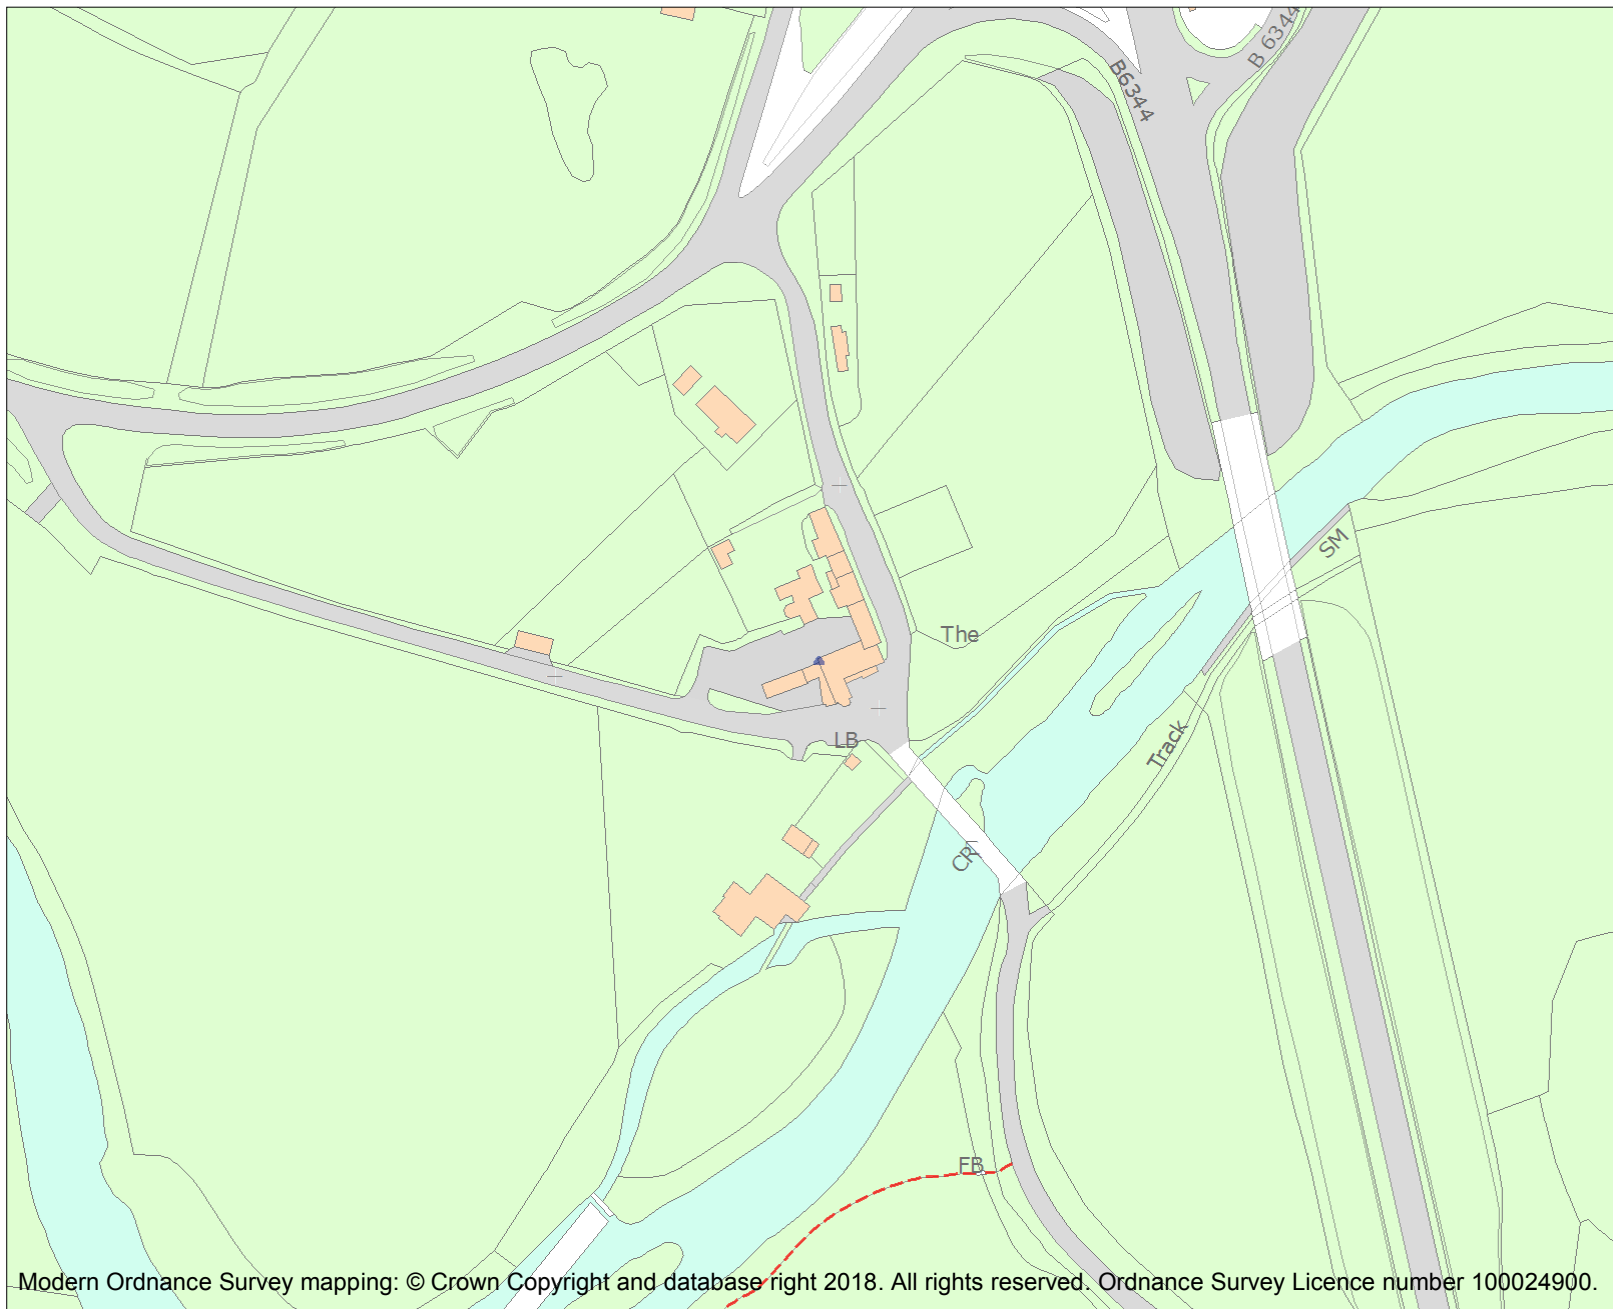 B 6344
B6344
SM
The
Track
LB
CR
FB
Modern Ordnance Survey mapping: © Crown Copyright and database right 2018. All rights reserved. Ordnance Survey Licence number 100024900.